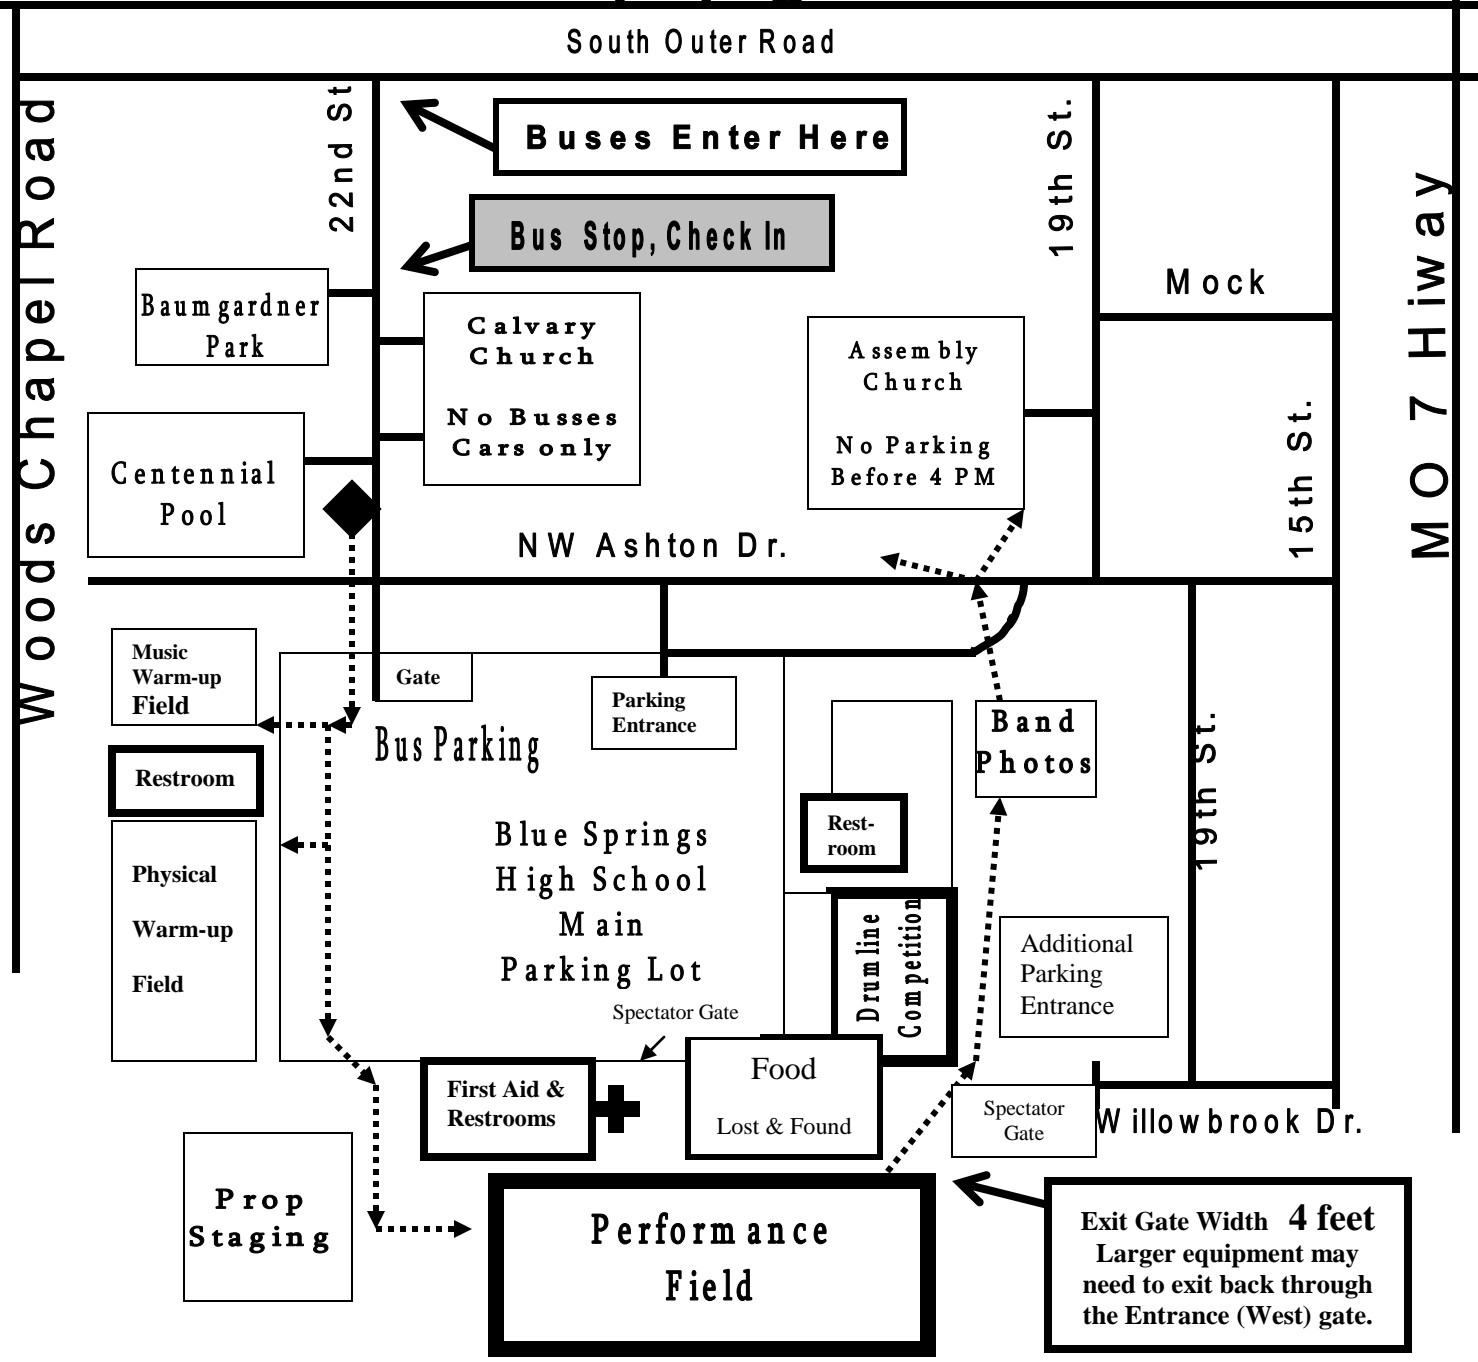 South Outer Road
Woods Chapel Road
22nd St
Buses Enter Here
19th St.
MO 7 Hiway
Bus Stop, Check In
Mock
Baumgardner
Park
Calvary
Church
No Busses
Cars only
Assembly
Church
No Parking
Before 4 PM
15th St.
Centennial
Pool
NW Ashton Dr.
Music
Warm-up
Field
Gate
Parking
Entrance
Bus Parking
Band
Photos
19th St.
Restroom
Rest-
room
Blue Springs
High School
Main
Parking Lot
Physical
Warm-up
Field
Drumline
Competition
Additional
Parking
Entrance
Spectator Gate
Food
Lost & Found
First Aid &
Restrooms
Spectator
Gate
Willowbrook Dr.
Prop
Staging
Performance
Field
Exit Gate Width 4 feet
Larger equipment may
need to exit back through
the Entrance (West) gate.